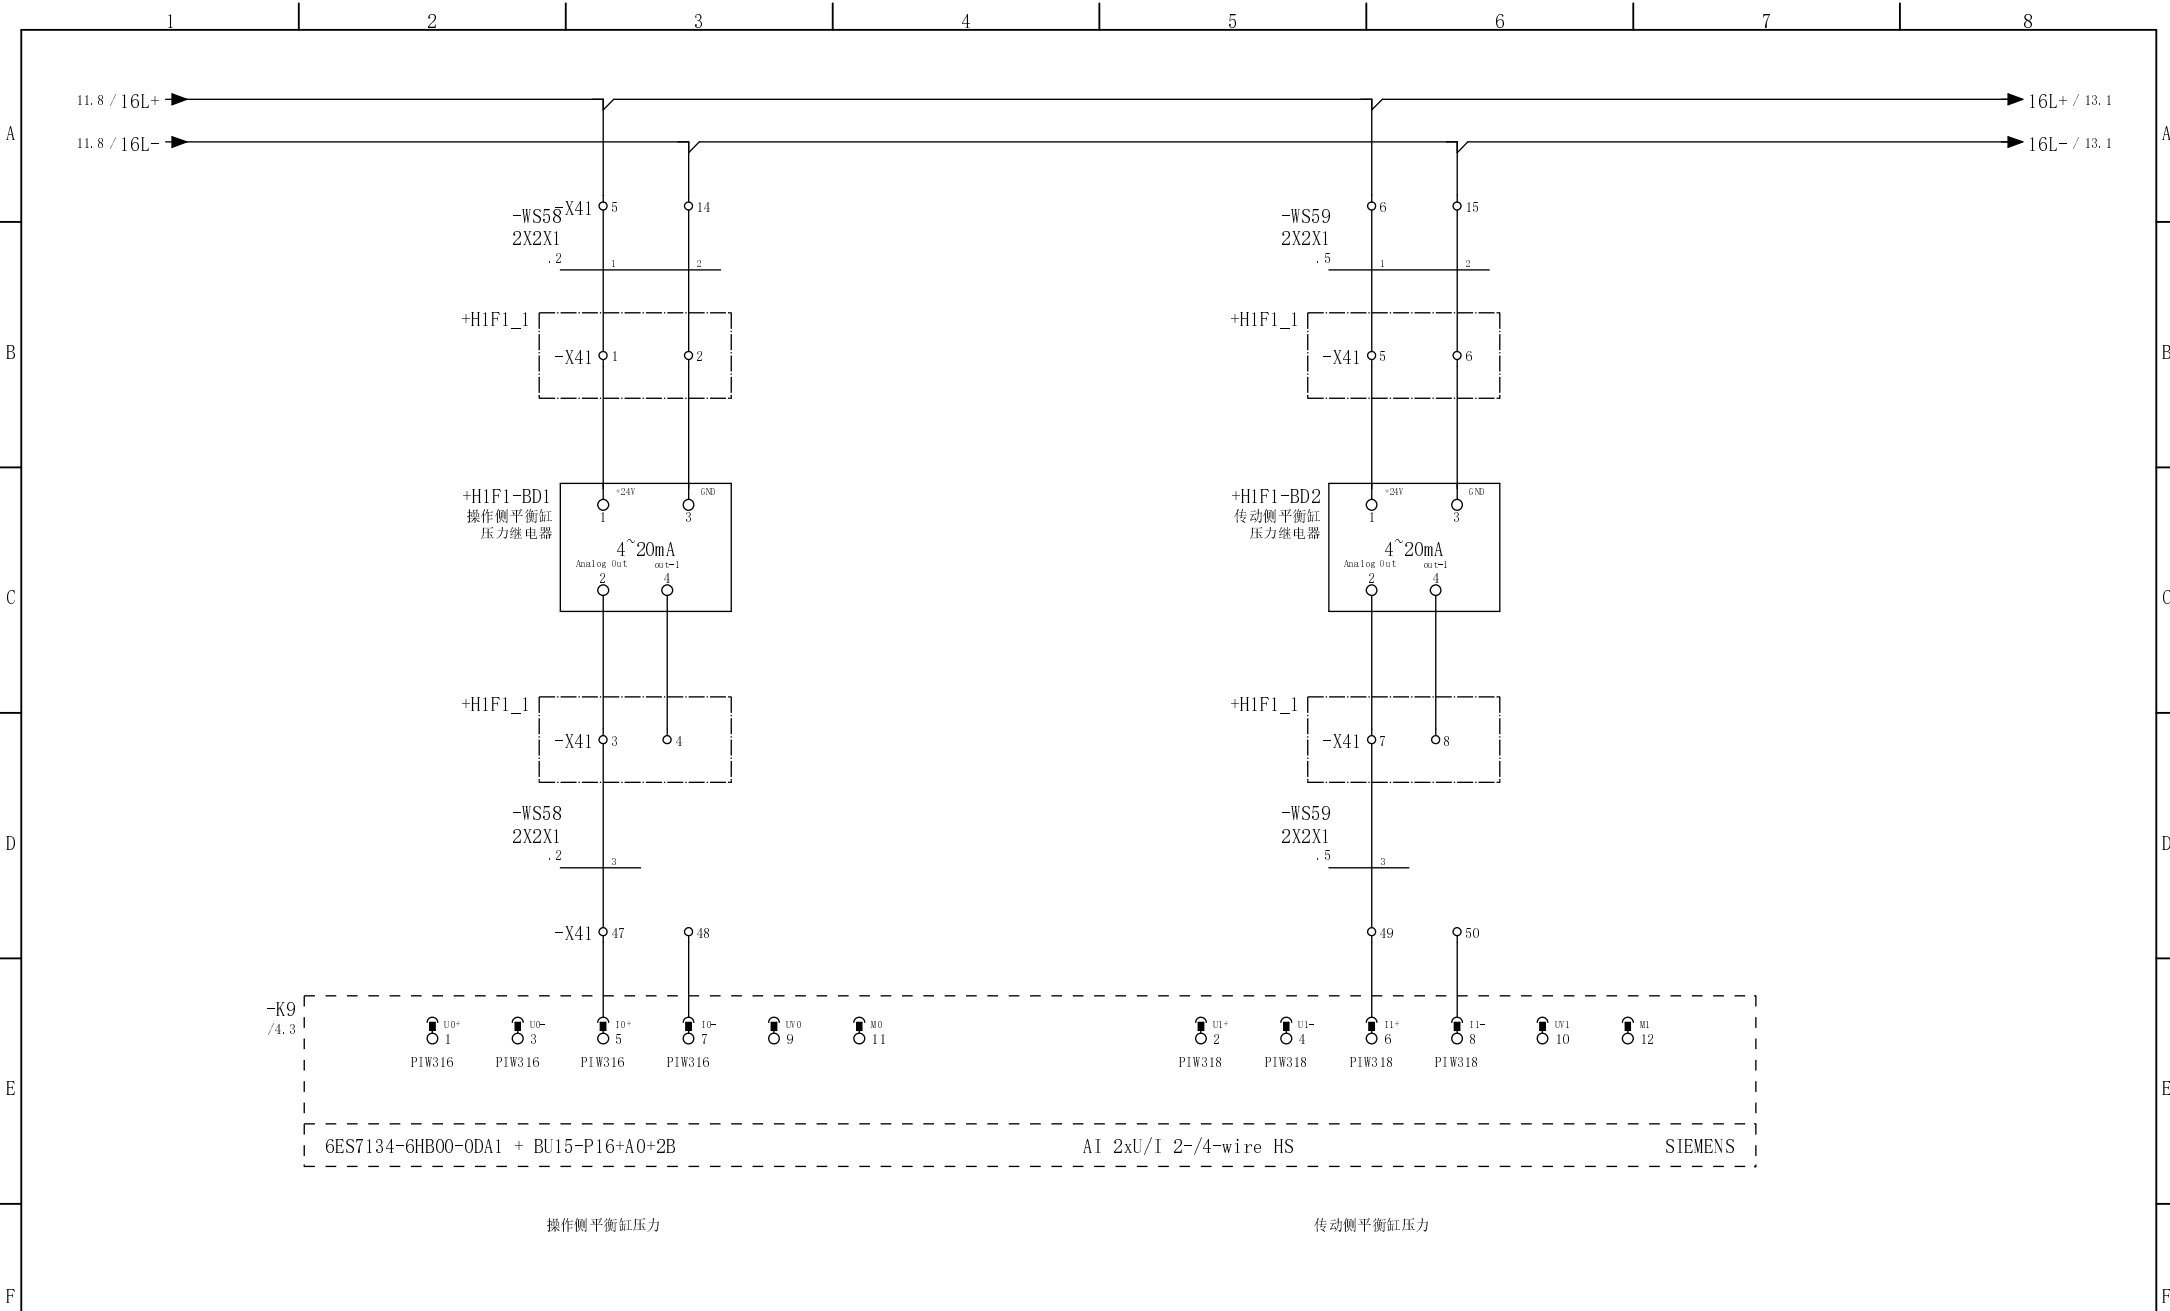 1 2 3 4 5 6 7 8
11.8 / 16L+ 16L+ / 13.1
A A
11.8 / 16L- 16L- / 13.1
-X41 5 14 6 15
-WS58 -WS59
2X2X1 2X2X1
.2 1 2 .5 1 2
+H1F1_1 +H1F1_1
B B
-X41 1 2 -X41 5 6
+H1F1-BD1 +24V GND +H1F1-BD2 +24V GND
操作侧平衡缸 1 3 传动侧平衡缸 1 3
压力继电器 压力继电器
4~20mA 4~20mA
Analog Out out-1 Analog Out out-1
2 4 2 4
C C
+H1F1_1 +H1F1_1
-X41 3 4 -X41 7 8
-WS58 -WS59
2X2X1 2X2X1
D D
.2 3 .5 3
-X41 47 48 49 50
-K9
/4.3
U0+ U0- I0+ I0- UV0 M0 U1+ U1- I1+ I1- UV1 M1
1 3 5 7 9 11 2 4 6 8 10 12
PIW316 PIW316 PIW316 PIW316 PIW318 PIW318 PIW318 PIW318
E E
6ES7134-6HB00-0DA1 + BU15-P16+A0+2B AI 2xU/I 2-/4-wire HS SIEMENS
操作侧平衡缸压力 传动侧平衡缸压力
F F